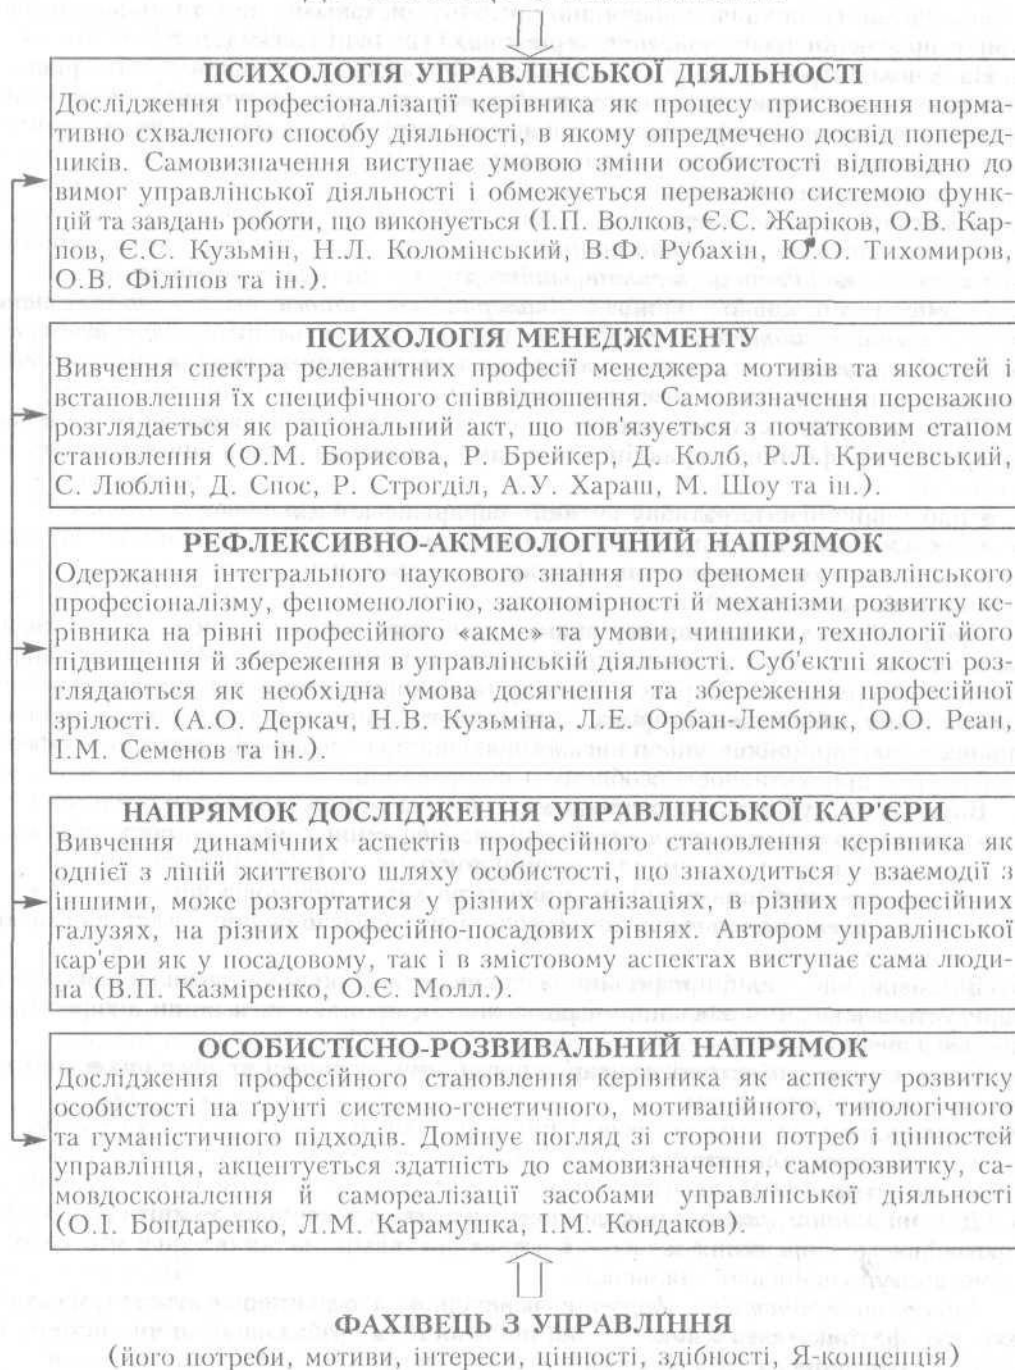 ПСИХОЛОГІЯ УПРАВЛІНСЬКОЇ ДІЯЛЬНОСТІ
Дослідження професіоналізації керівника як процесу присвоєння норма-
тивно схваленого способу діяльності, в якому опредмечено досвід поперед-
ників. Самовизначення виступає умовою зміни особистості відповідно до
вимог управлінської діяльності і обмежується переважно системою функ-
цій та завдань роботи, що виконується (І.П. Волков, Є.С. Жаріков, О.В. Кар-
пов, Є.С. Кузьмін, Н.Л. Коломінський, В.Ф. Рубахін, Ю.О. Тихомиров,
О.В. Філіпов та ін.).
ПСИХОЛОГІЯ МЕНЕДЖМЕНТУ
Вивчення спектра релевантних професії менеджера мотивів та якостей і
встановлення їх специфічного співвідношення. Самовизначення переважно
розглядається як раціональний акт, що пов'язується з початковим етапом
становлення (О.М. Борисова, Р. Брейкер, Д. Колб, Р.Л. Кричевський,
С. Люблін, Д. Снос, Р. Строгділ, А.У. Хараш, М. Шоу та ін.).
РЕФЛЕКСИВНО-АКМЕОЛОГІЧНИЙ НАПРЯМОК
Одержання інтегрального наукового знання про феномен управлінського
професіоналізму, феноменологію, закономірності й механізми розвитку ке-
рівника на рівні професійного «акме» та умови, чинники, технології його
підвищення й збереження в управлінській діяльності. Суб'єктні якості роз-
глядаються як необхідна умова досягнення та збереження професійної
зрілості. (А.О. Деркач, Н.В. Кузьміна, Л.Е. Орбан-Лембрик, О.О. Реан,
І.М. Семенов та ін.).
НАПРЯМОК ДОСЛІДЖЕННЯ УПРАВЛІНСЬКОЇ КАР'ЄРИ
Вивчення динамічних аспектів професійного становлення керівника як
однієї з ліній життєвого шляху особистості, що знаходиться у взаємодії з
іншими, може розгортатися у різних організаціях, в різних професійних
галузях, на різних професійно-посадових рівнях. Автором управлінської
кар'єри як у посадовому, так і в змістовому аспектах виступає сама люди-
на (В.П. Казміренко, О.Є. Молл.).
ОСОБИСТІСНО-РОЗВИВАЛЬНИЙ НАПРЯМОК
Дослідження професійного становлення керівника як аспекту розвитку
особистості на ґрунті системно-генетичного, мотиваційного, типологічного
та гуманістичного підходів. Домінує погляд зі сторони потреб і цінностей
управлінця, акцентується здатність до самовизначення, саморозвитку, са-
мовдосконалення й самореалізації засобами управлінської діяльності
(О.І. Бондаренко, Л.М. Карамушка, І.М. Кондаков).
ФАХІВЕЦЬ З УПРАВЛІННЯ
(його потреби, мотиви, інтереси, цінності, здібності, Я-концепція)